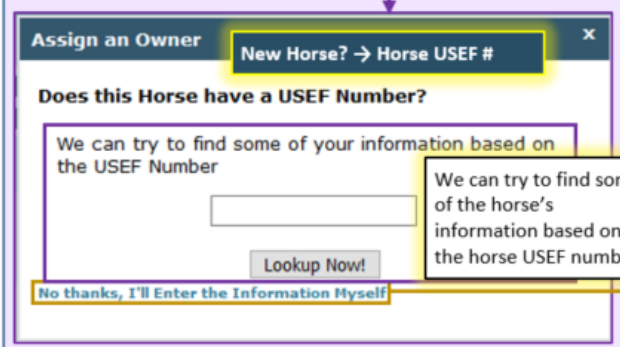 Assign an Owner
x
New Horse? → Horse USEF #
Does this Horse have a USEF Number?
We can try to find some of your information based on
the USEF Number
We can try to find
of the horse's
information based on
the horse USEF
Lookup Now!
No thanks, I'll Enter the Information Myself